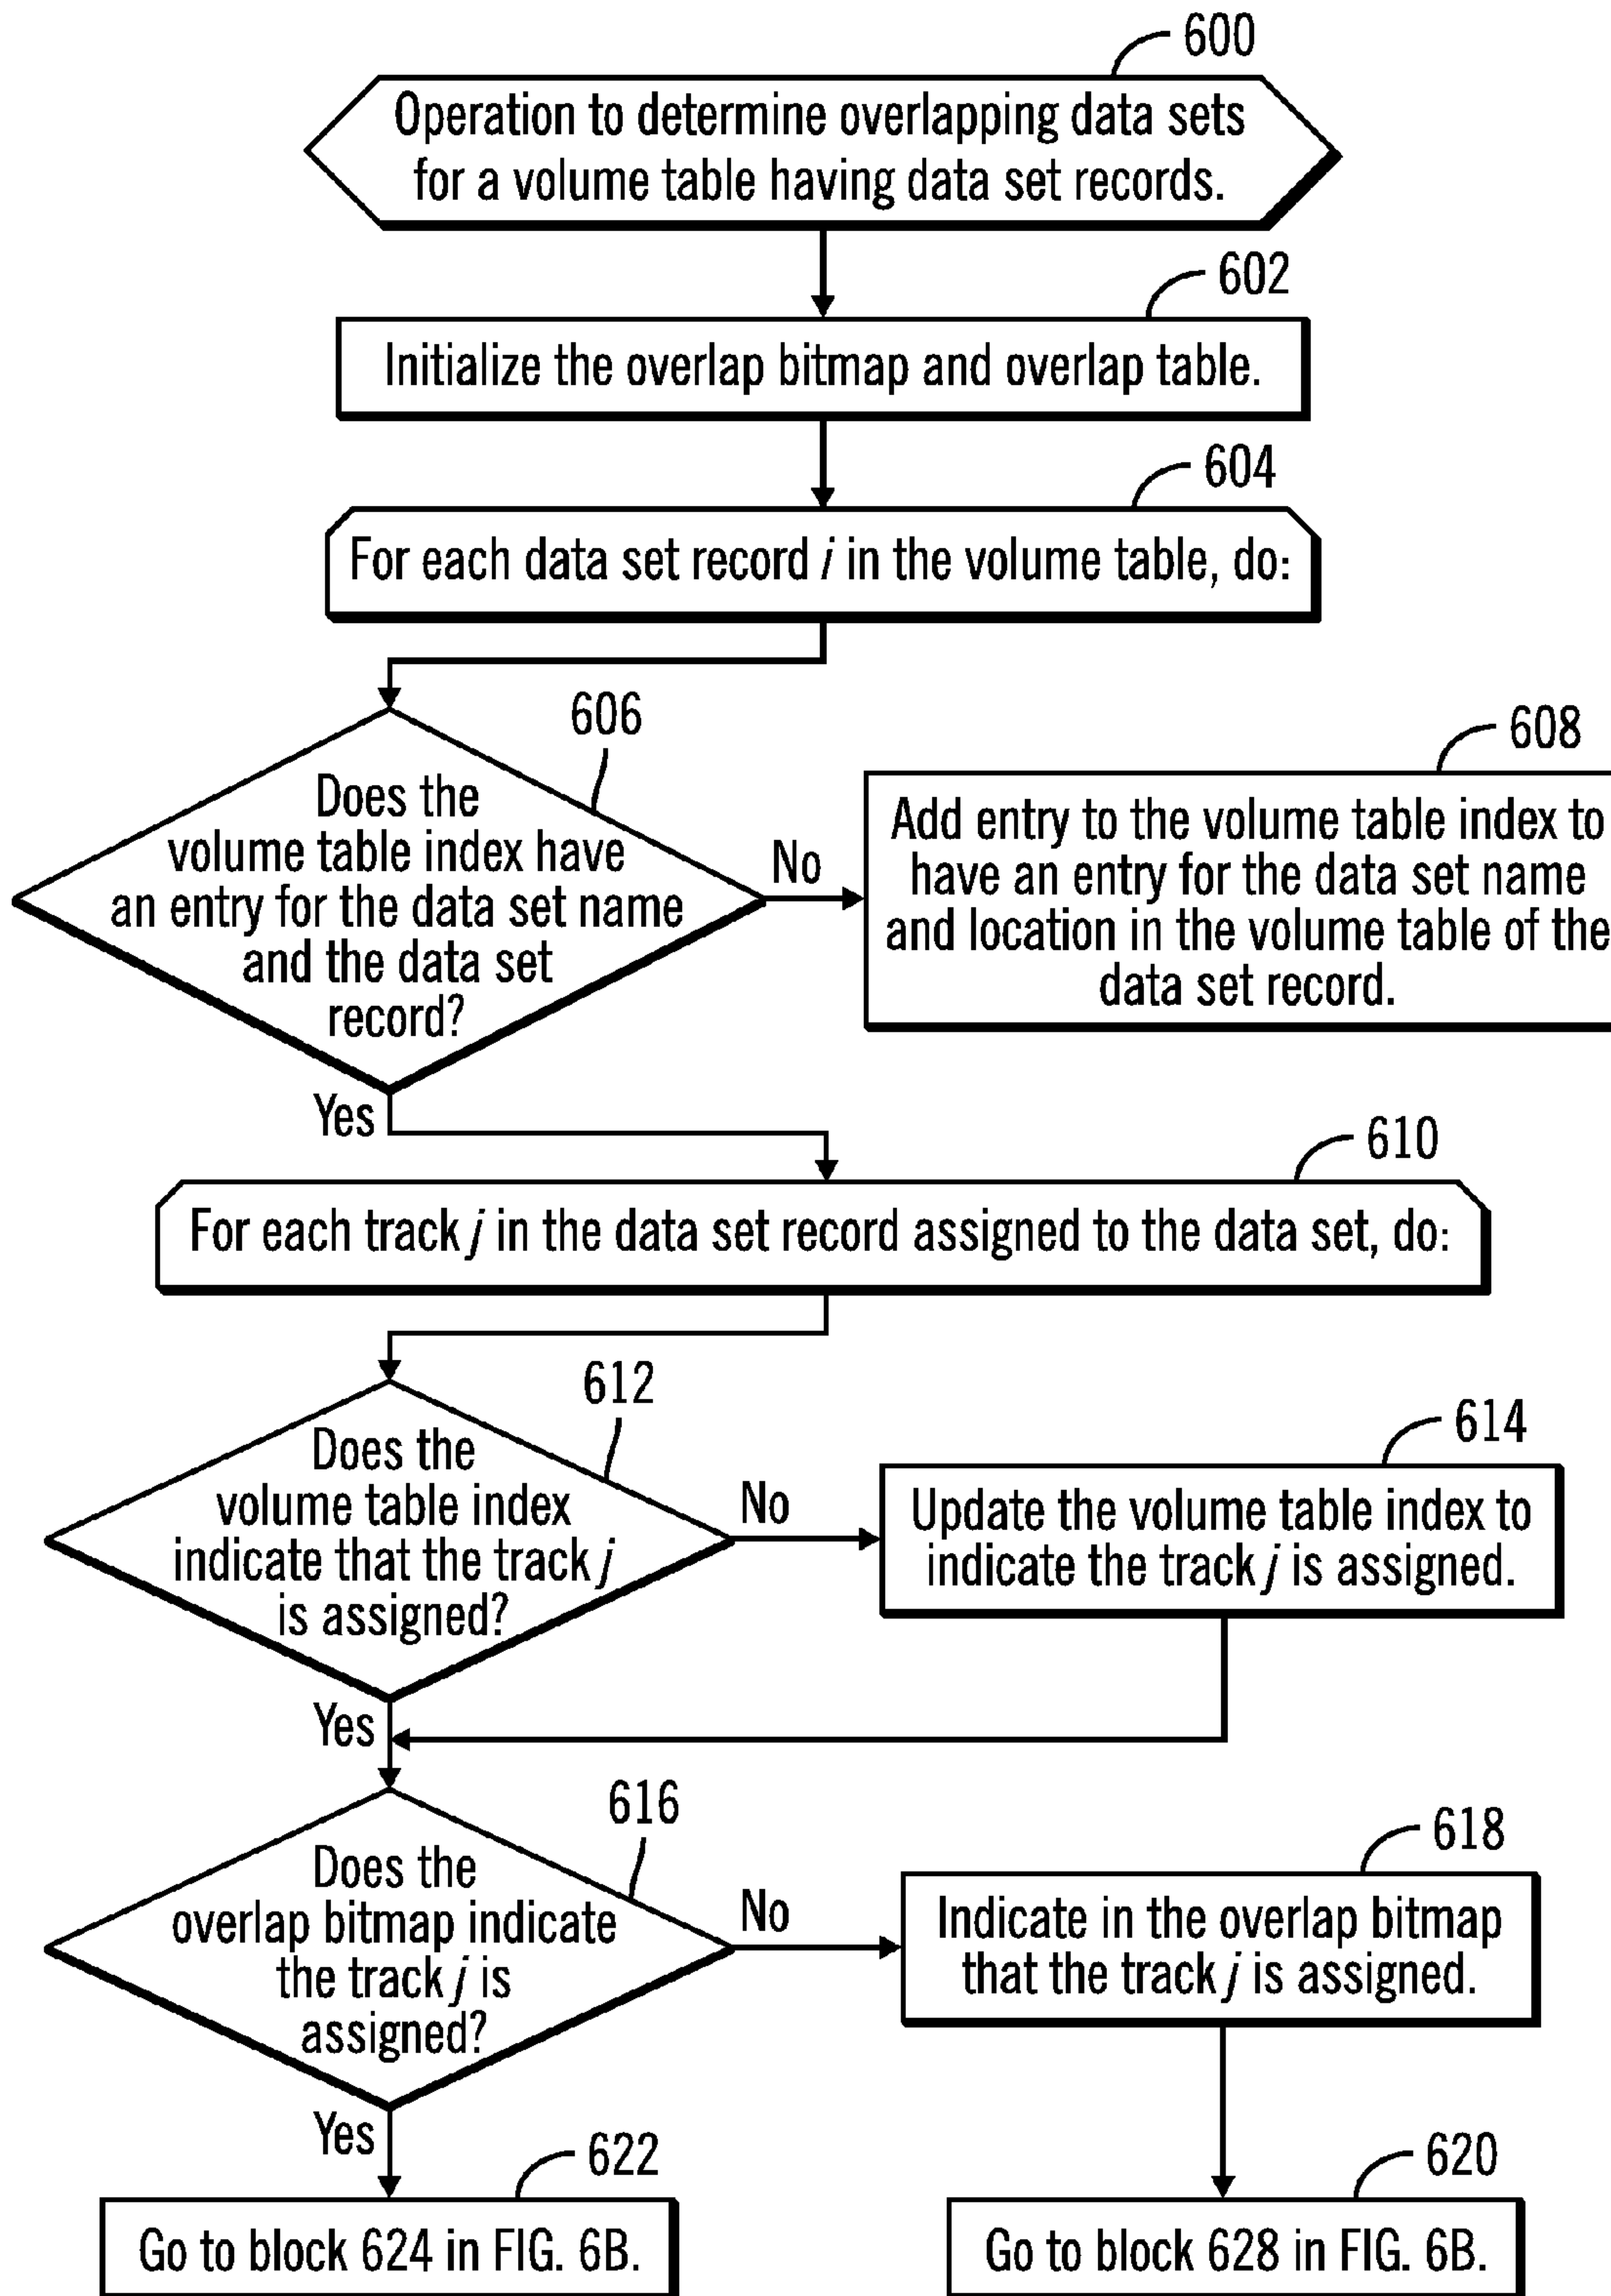 600
Operation to determine overlapping data sets
for a volume table having data set records.
602
Initialize the overlap bitmap and overlap table.
604
For each data set record i in the volume table, do:
606
Does the
volume table index have
an entry for the data set name
and the data set
record?
No
Yes
608
Add entry to the volume table index to
have an entry for the data set name
and location in the volume table of the
data set record.
610
For each track j in the data set record assigned to the data set, do:
612
Does the
volume table index
indicate that the track j
is assigned?
No
Yes
614
Update the volume table index to
indicate the track j is assigned.
616
Does the
overlap bitmap indicate
the track j is
assigned?
No
Yes
618
Indicate in the overlap bitmap
that the track j is assigned.
622
Go to block 624 in FIG. 6B.
620
Go to block 628 in FIG. 6B.